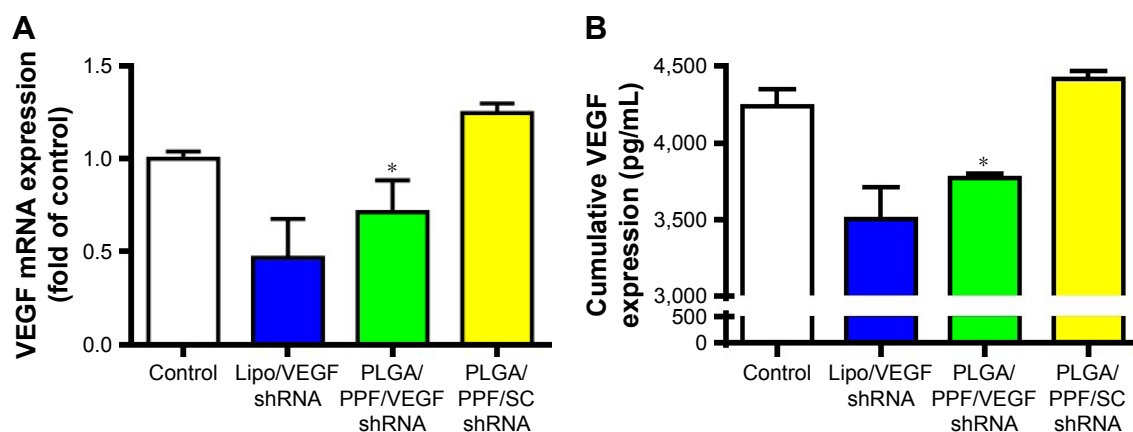 A
VEGF mRNA expression
(fold of control)
1.5
1.0
0.5
0.0
*
Control
Lipo/VEGF
shRNA
PLGA/
PPF/VEGF
shRNA
PLGA/
PPF/SC
shRNA
B
Cumulative VEGF
expression (pg/mL)
4,500
4,000
3,500
3,000
500
0
*
Control
Lipo/VEGF
shRNA
PLGA/
PPF/VEGF
shRNA
PLGA/
PPF/SC
shRNA